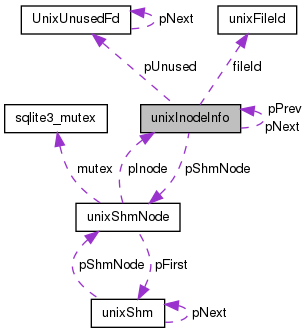 UnixUnusedFd
pNext
unixFileId
pUnused
fileId
sqlite3_mutex
unixInodeInfo
pPrev
pNext
mutex
pInode
pShmNode
unixShmNode
pShmNode
pFirst
unixShm
pNext